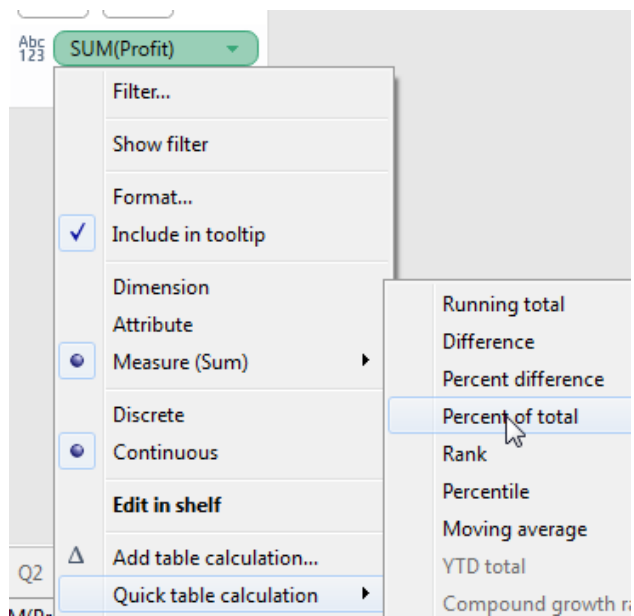 Abc
123
SUM(Profit)
Filter...
Show filter
Format...
Include in tooltip
Dimension
Attribute
Measure (Sum)
Discrete
Continuous
Edit in shelf
Δ Add table calculation...
Quick table calculation
Running total
Difference
Percent difference
Percent of total
Rank
Percentile
Moving average
YTD total
Compound growth
Q2